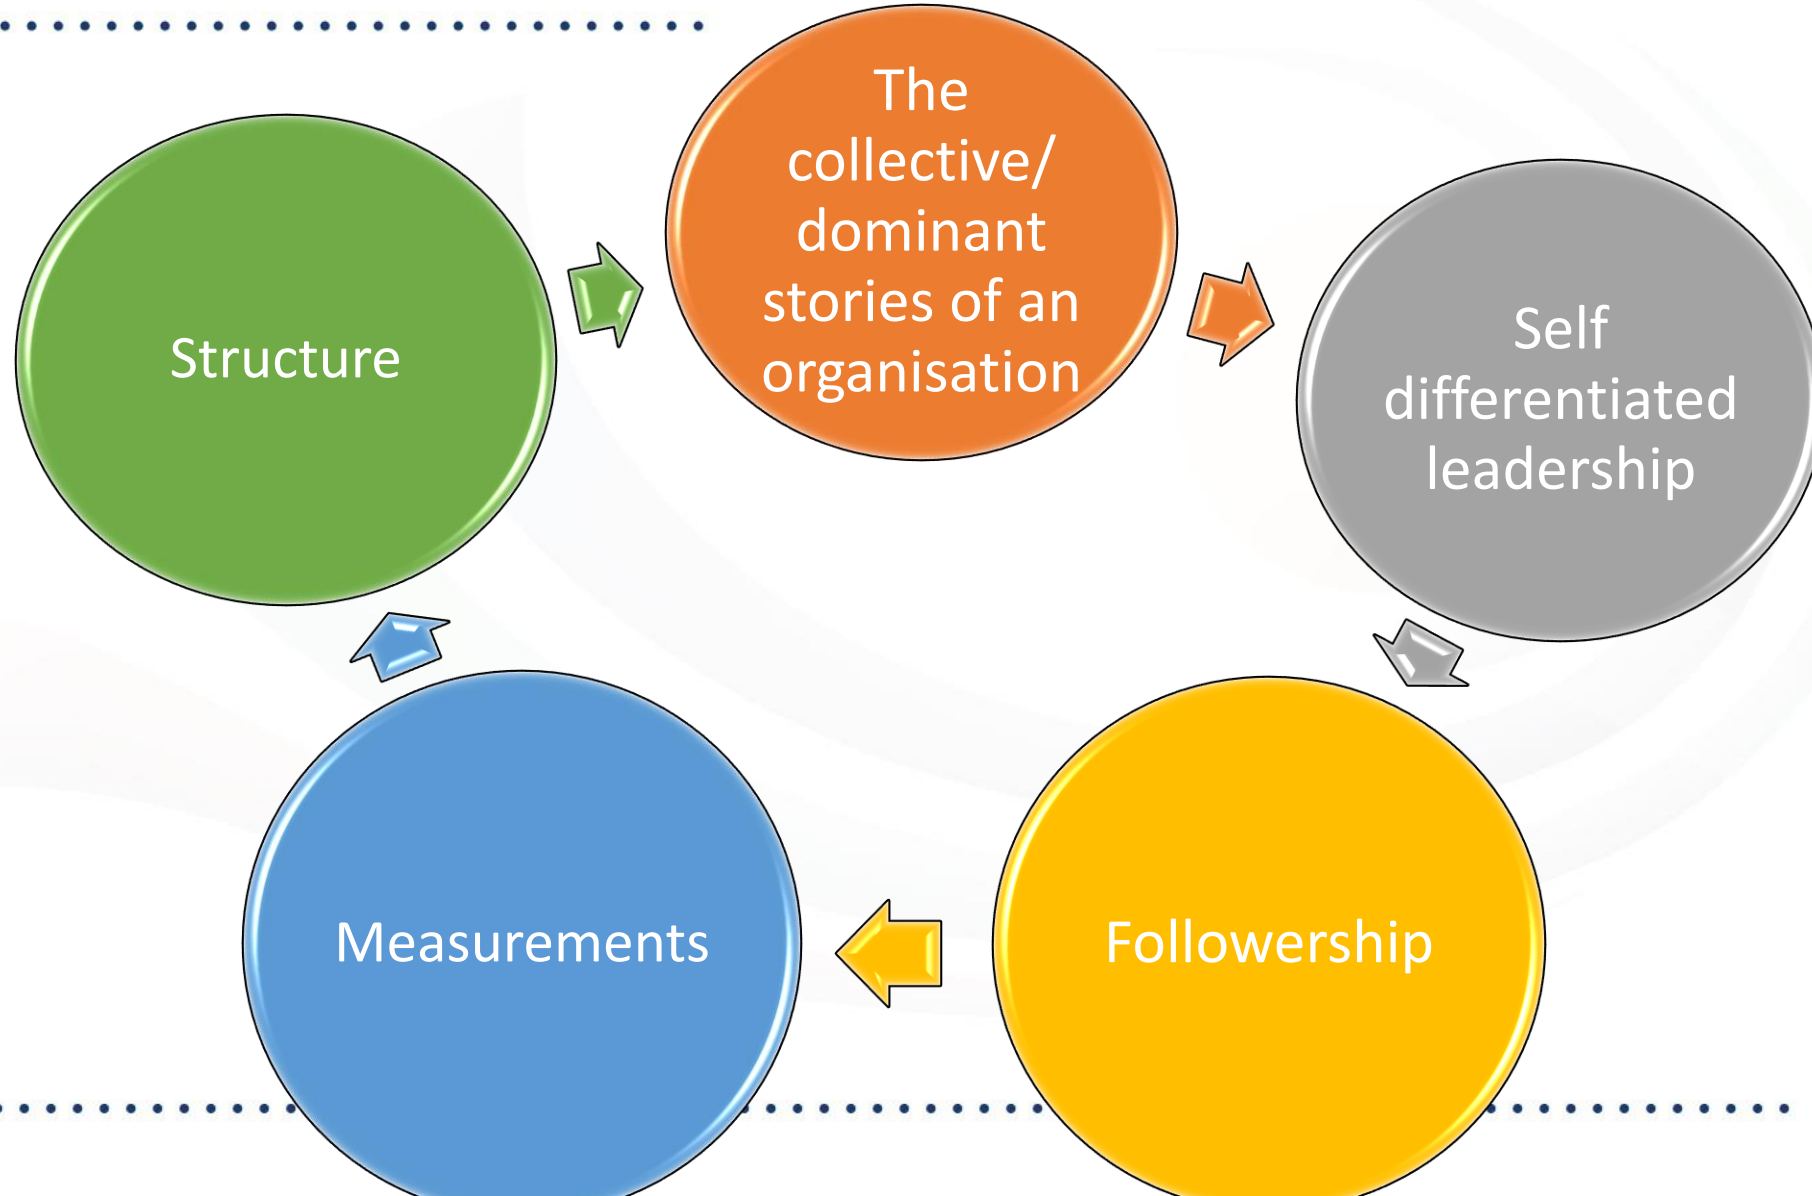 The
collective/
dominant
stories of an
organisation
Self
differentiated
leadership
Followership
Measurements
Structure